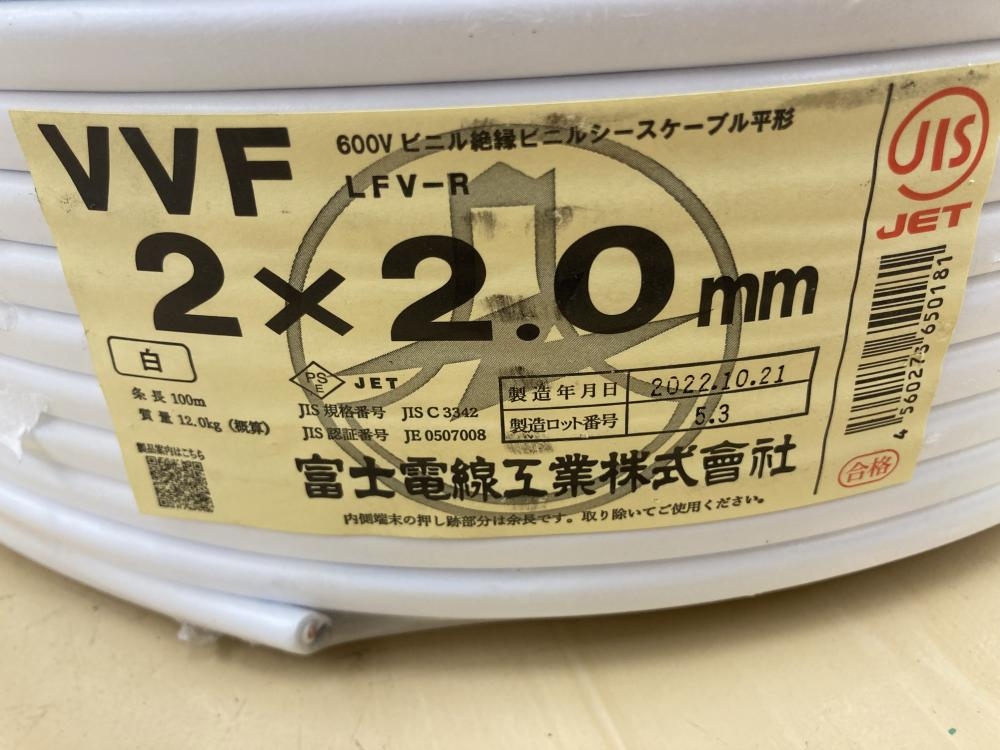 VVF
600V ビニル絶縁ビニルシースケーブル平形
LFV-R
2×2.0mm
白
条長 100m
質量 12.0kg (概算)
製品案内はこちら
PS
E
JET
JIS 規格番号 JIS C 3342
JIS 認証番号 JE 0507008
製造年月日 2022.10.21
製造ロット番号 5.3
富士電線工業株式會社
内側端末の押し跡部分は余長です。取り除いてご使用ください。
JIS
JET
4 560273 650181
合格